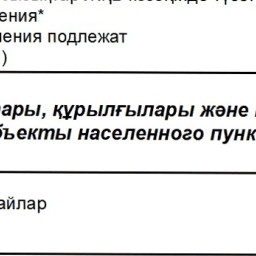 ения*
ения подлежат
)
ары, құрылғылары және
бъекты населенного пунк
айлар